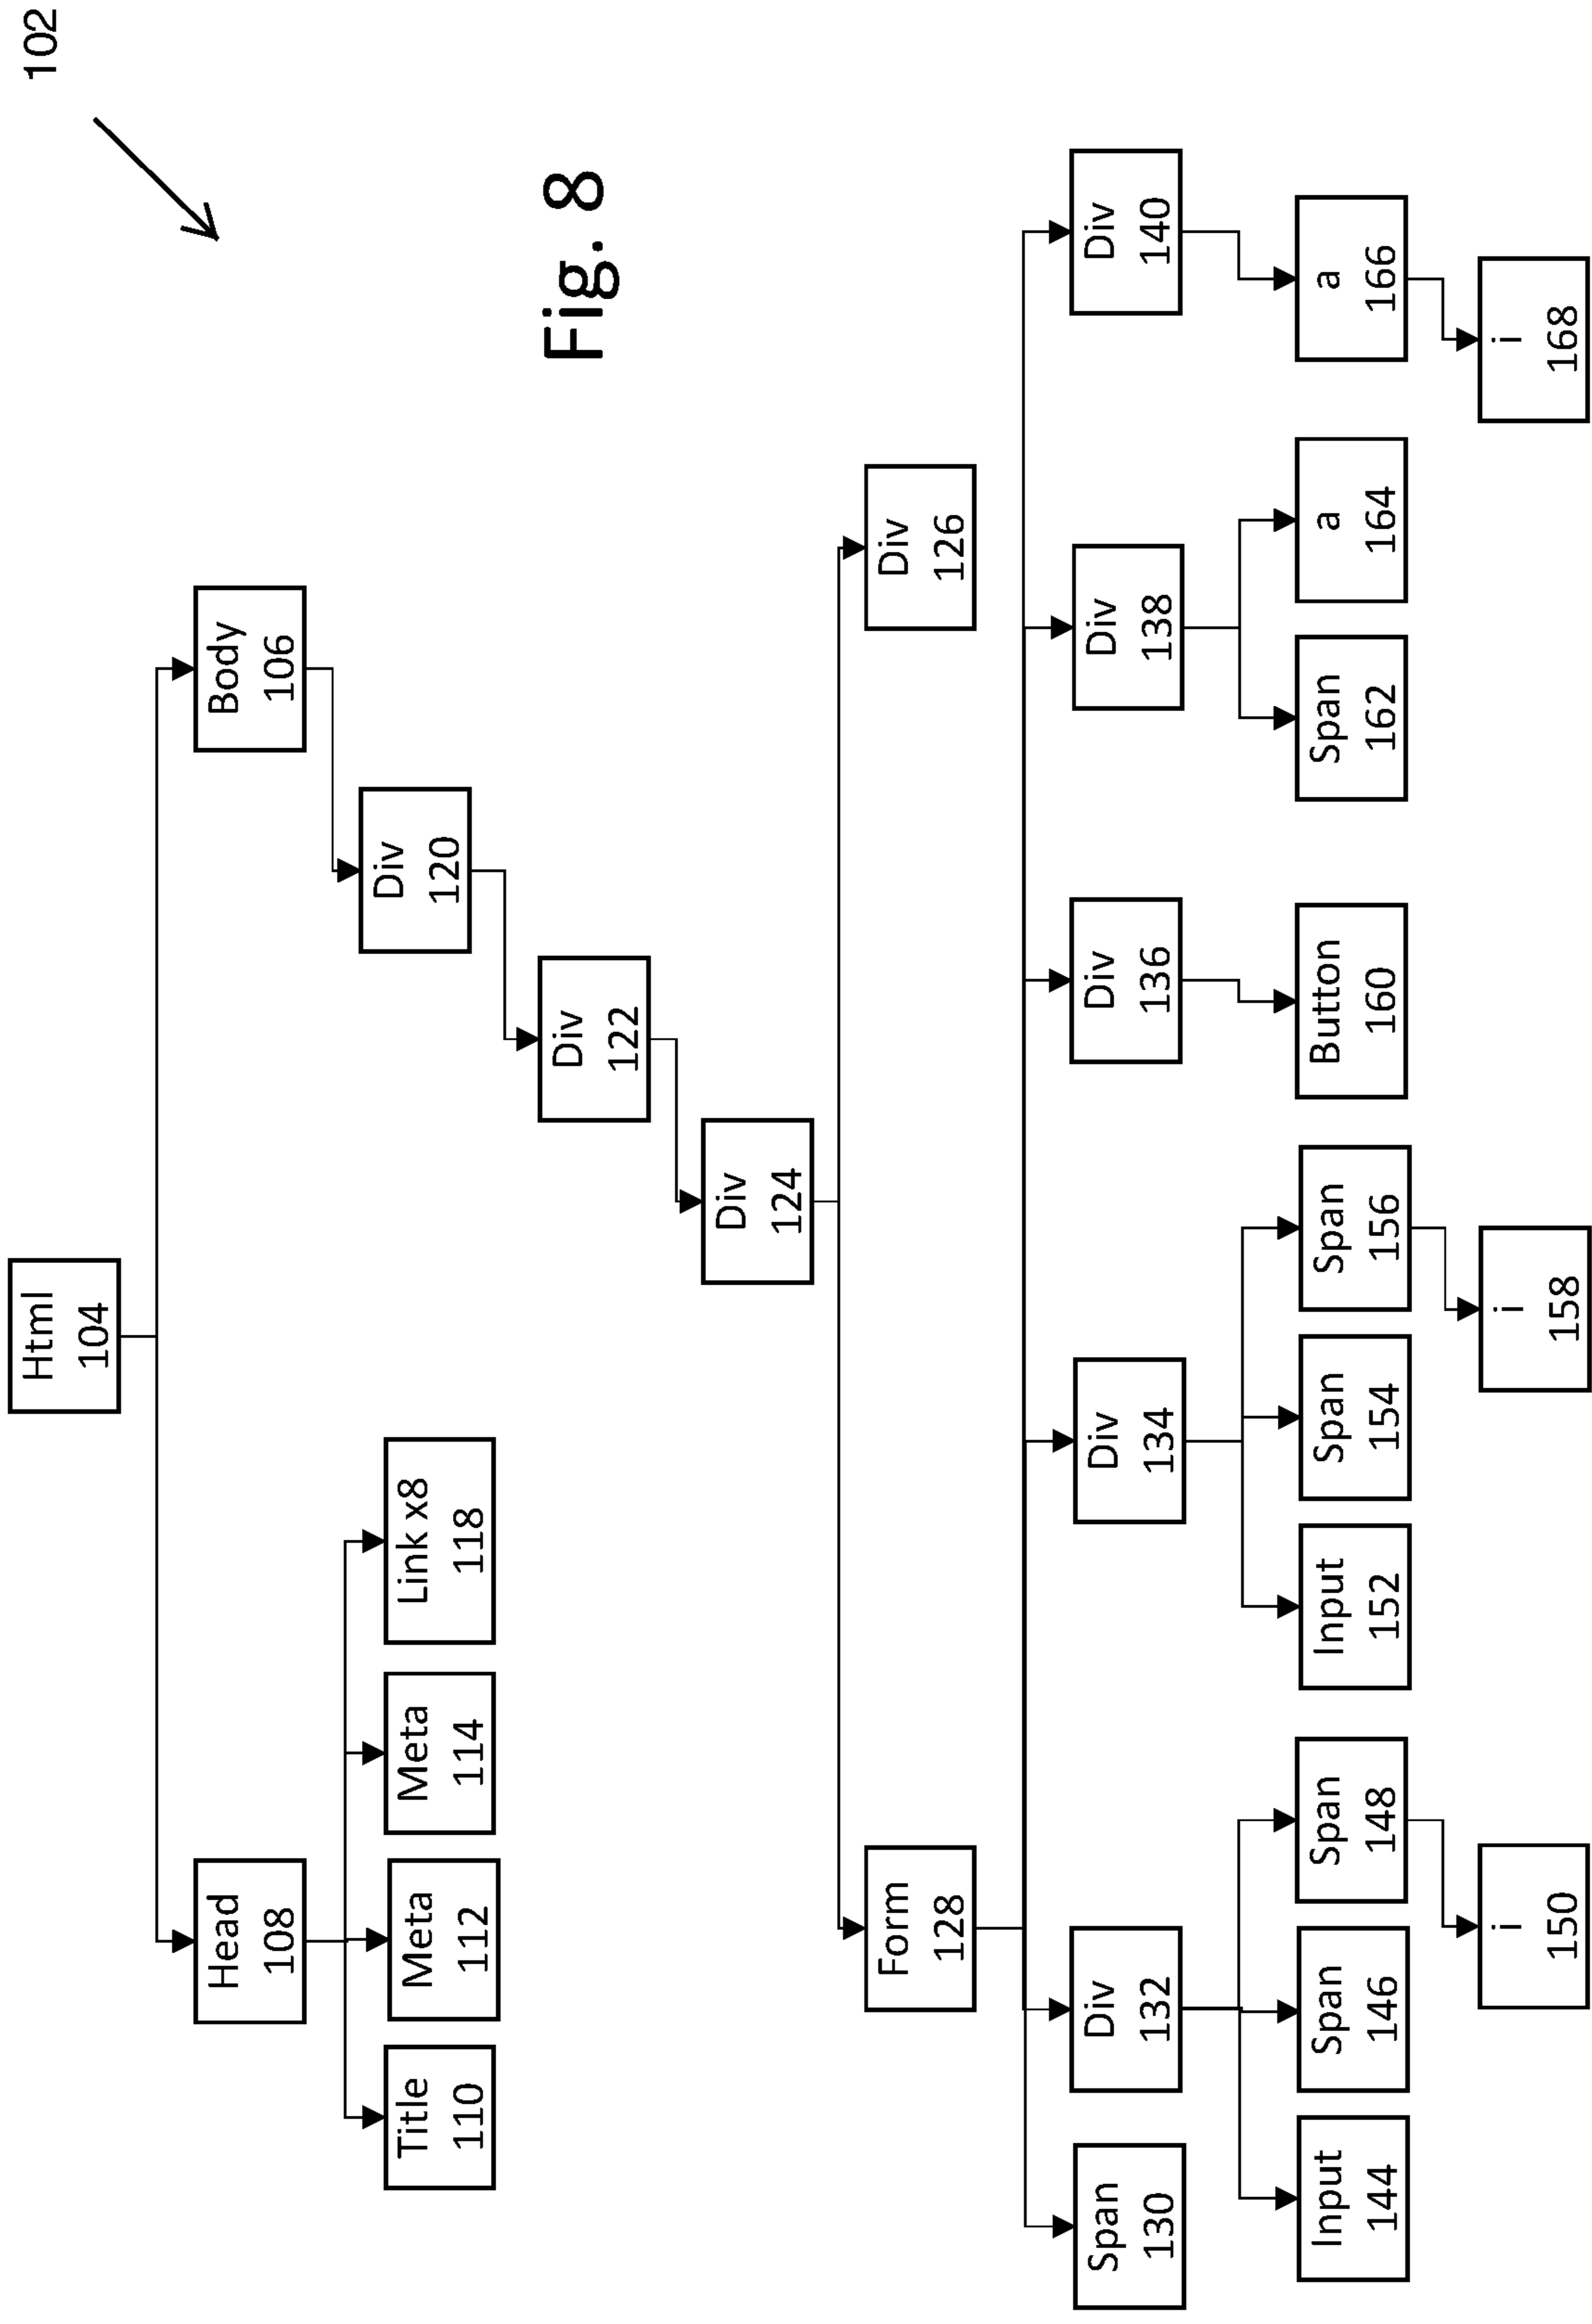 102
Html
104
Head
108
Body
106
Title
110
Meta
112
Meta
114
Link x8
118
Div
120
Div
122
Fig. 8
Div
124
Form
128
Div
126
Span
130
Div
132
Div
134
Div
136
Div
138
Div
140
Input
144
Span
146
Span
148
Input
152
Span
154
Span
156
Button
160
Span
162
a
164
a
166
i
150
i
158
i
168